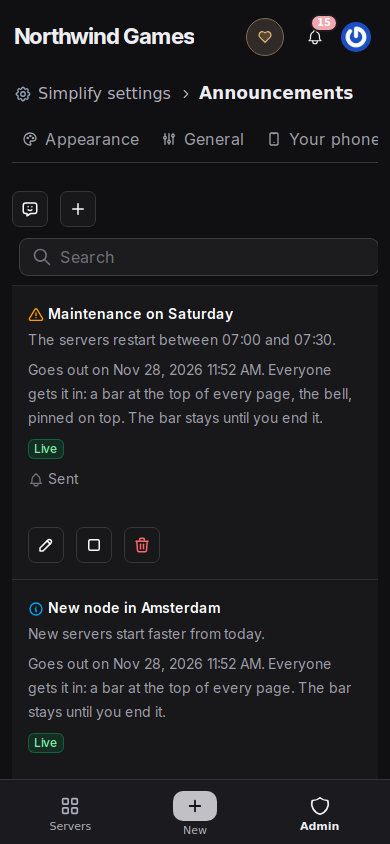 Northwind Games
15
Simplify settings > Announcements
Appearance General Your phone
Search
Maintenance on Saturday
The servers restart between 07:00 and 07:30.
Goes out on Nov 28, 2026 11:52 AM. Everyone
gets it in: a bar at the top of every page, the bell,
pinned on top. The bar stays until you end it.
Live
Sent
New node in Amsterdam
New servers start faster from today.
Goes out on Nov 28, 2026 11:52 AM. Everyone
gets it in: a bar at the top of every page. The bar
stays until you end it.
Live
Servers
New
Admin